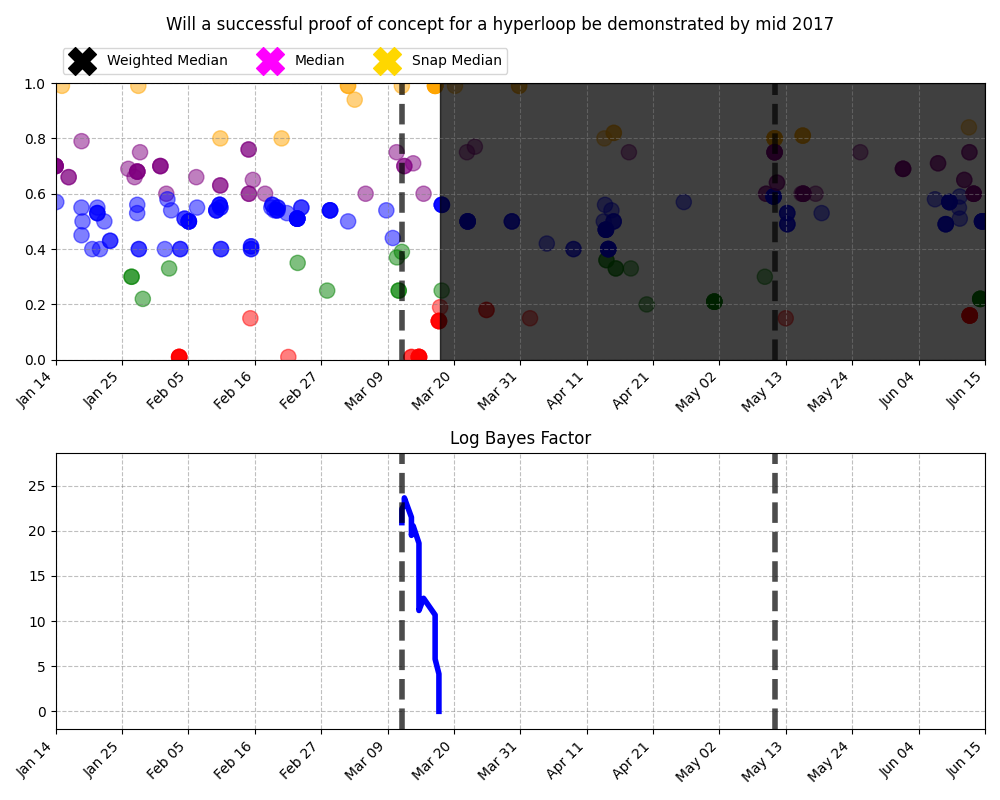 Will a successful proof of concept for a hyperloop be demonstrated by mid 2017
Weighted Median Median Snap Median
1.0
0.8
0.6
0.4
0.2
0.0
Jan 14 Jan 25 Feb 05 Feb 16 Feb 27 Mar 09 Mar 20 Mar 31 Apr 11 Apr 21 May 02 May 13 May 24 Jun 04 Jun 15
Log Bayes Factor
25
20
15
10
5
0
Jan 14 Jan 25 Feb 05 Feb 16 Feb 27 Mar 09 Mar 20 Mar 31 Apr 11 Apr 21 May 02 May 13 May 24 Jun 04 Jun 15